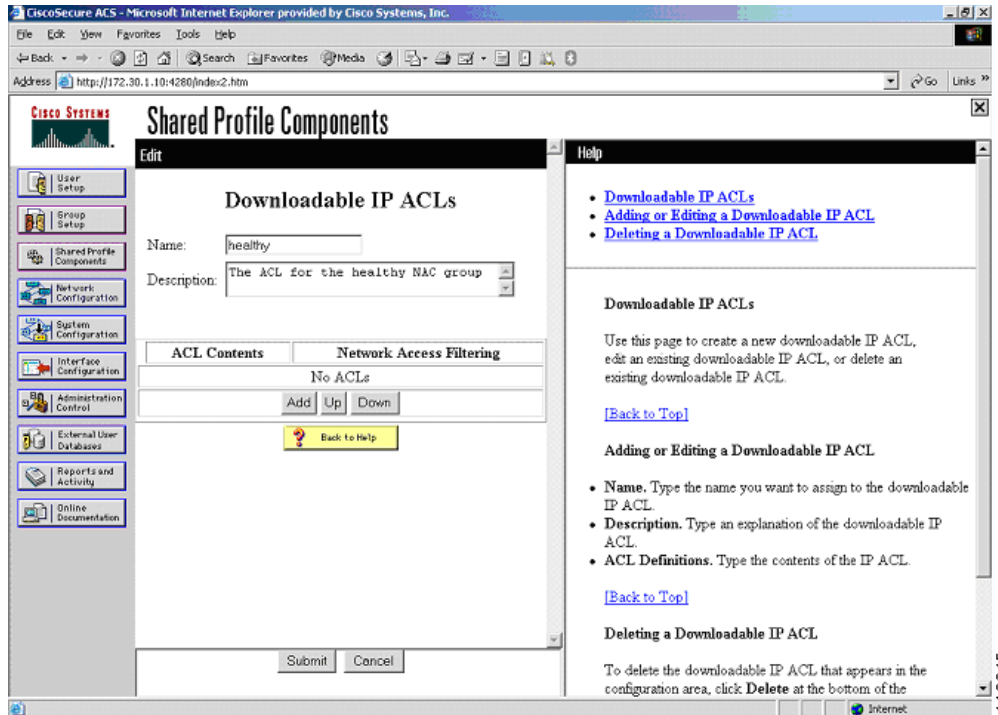 CiscoSecure ACS - Microsoft Internet Explorer provided by Cisco Systems, Inc.
File Edit View Favorites Tools Help
Back Search Favorites Media
Address http://172.30.1.10:4280/index2.htm Go Links »
CISCO SYSTEMS
User Setup
Group Setup
Shared Profile Components
Network Configuration
System Configuration
Interface Configuration
Administration Control
External User Databases
Reports and Activity
Online Documentation
Shared Profile Components
Edit
Downloadable IP ACLs
Name: healthy
Description: The ACL for the healthy NAC group
ACL Contents Network Access Filtering
No ACLs
Add Up Down
? Back to Help
Submit Cancel
Help
• Downloadable IP ACLs
• Adding or Editing a Downloadable IP ACL
• Deleting a Downloadable IP ACL
Downloadable IP ACLs
Use this page to create a new downloadable IP ACL,
edit an existing downloadable IP ACL, or delete an
existing downloadable IP ACL.
[Back to Top]
Adding or Editing a Downloadable IP ACL
• Name. Type the name you want to assign to the downloadable
IP ACL.
• Description. Type an explanation of the downloadable IP
ACL.
• ACL Definitions. Type the contents of the IP ACL.
[Back to Top]
Deleting a Downloadable IP ACL
To delete the downloadable IP ACL that appears in the
configuration area, click Delete at the bottom of the
Internet